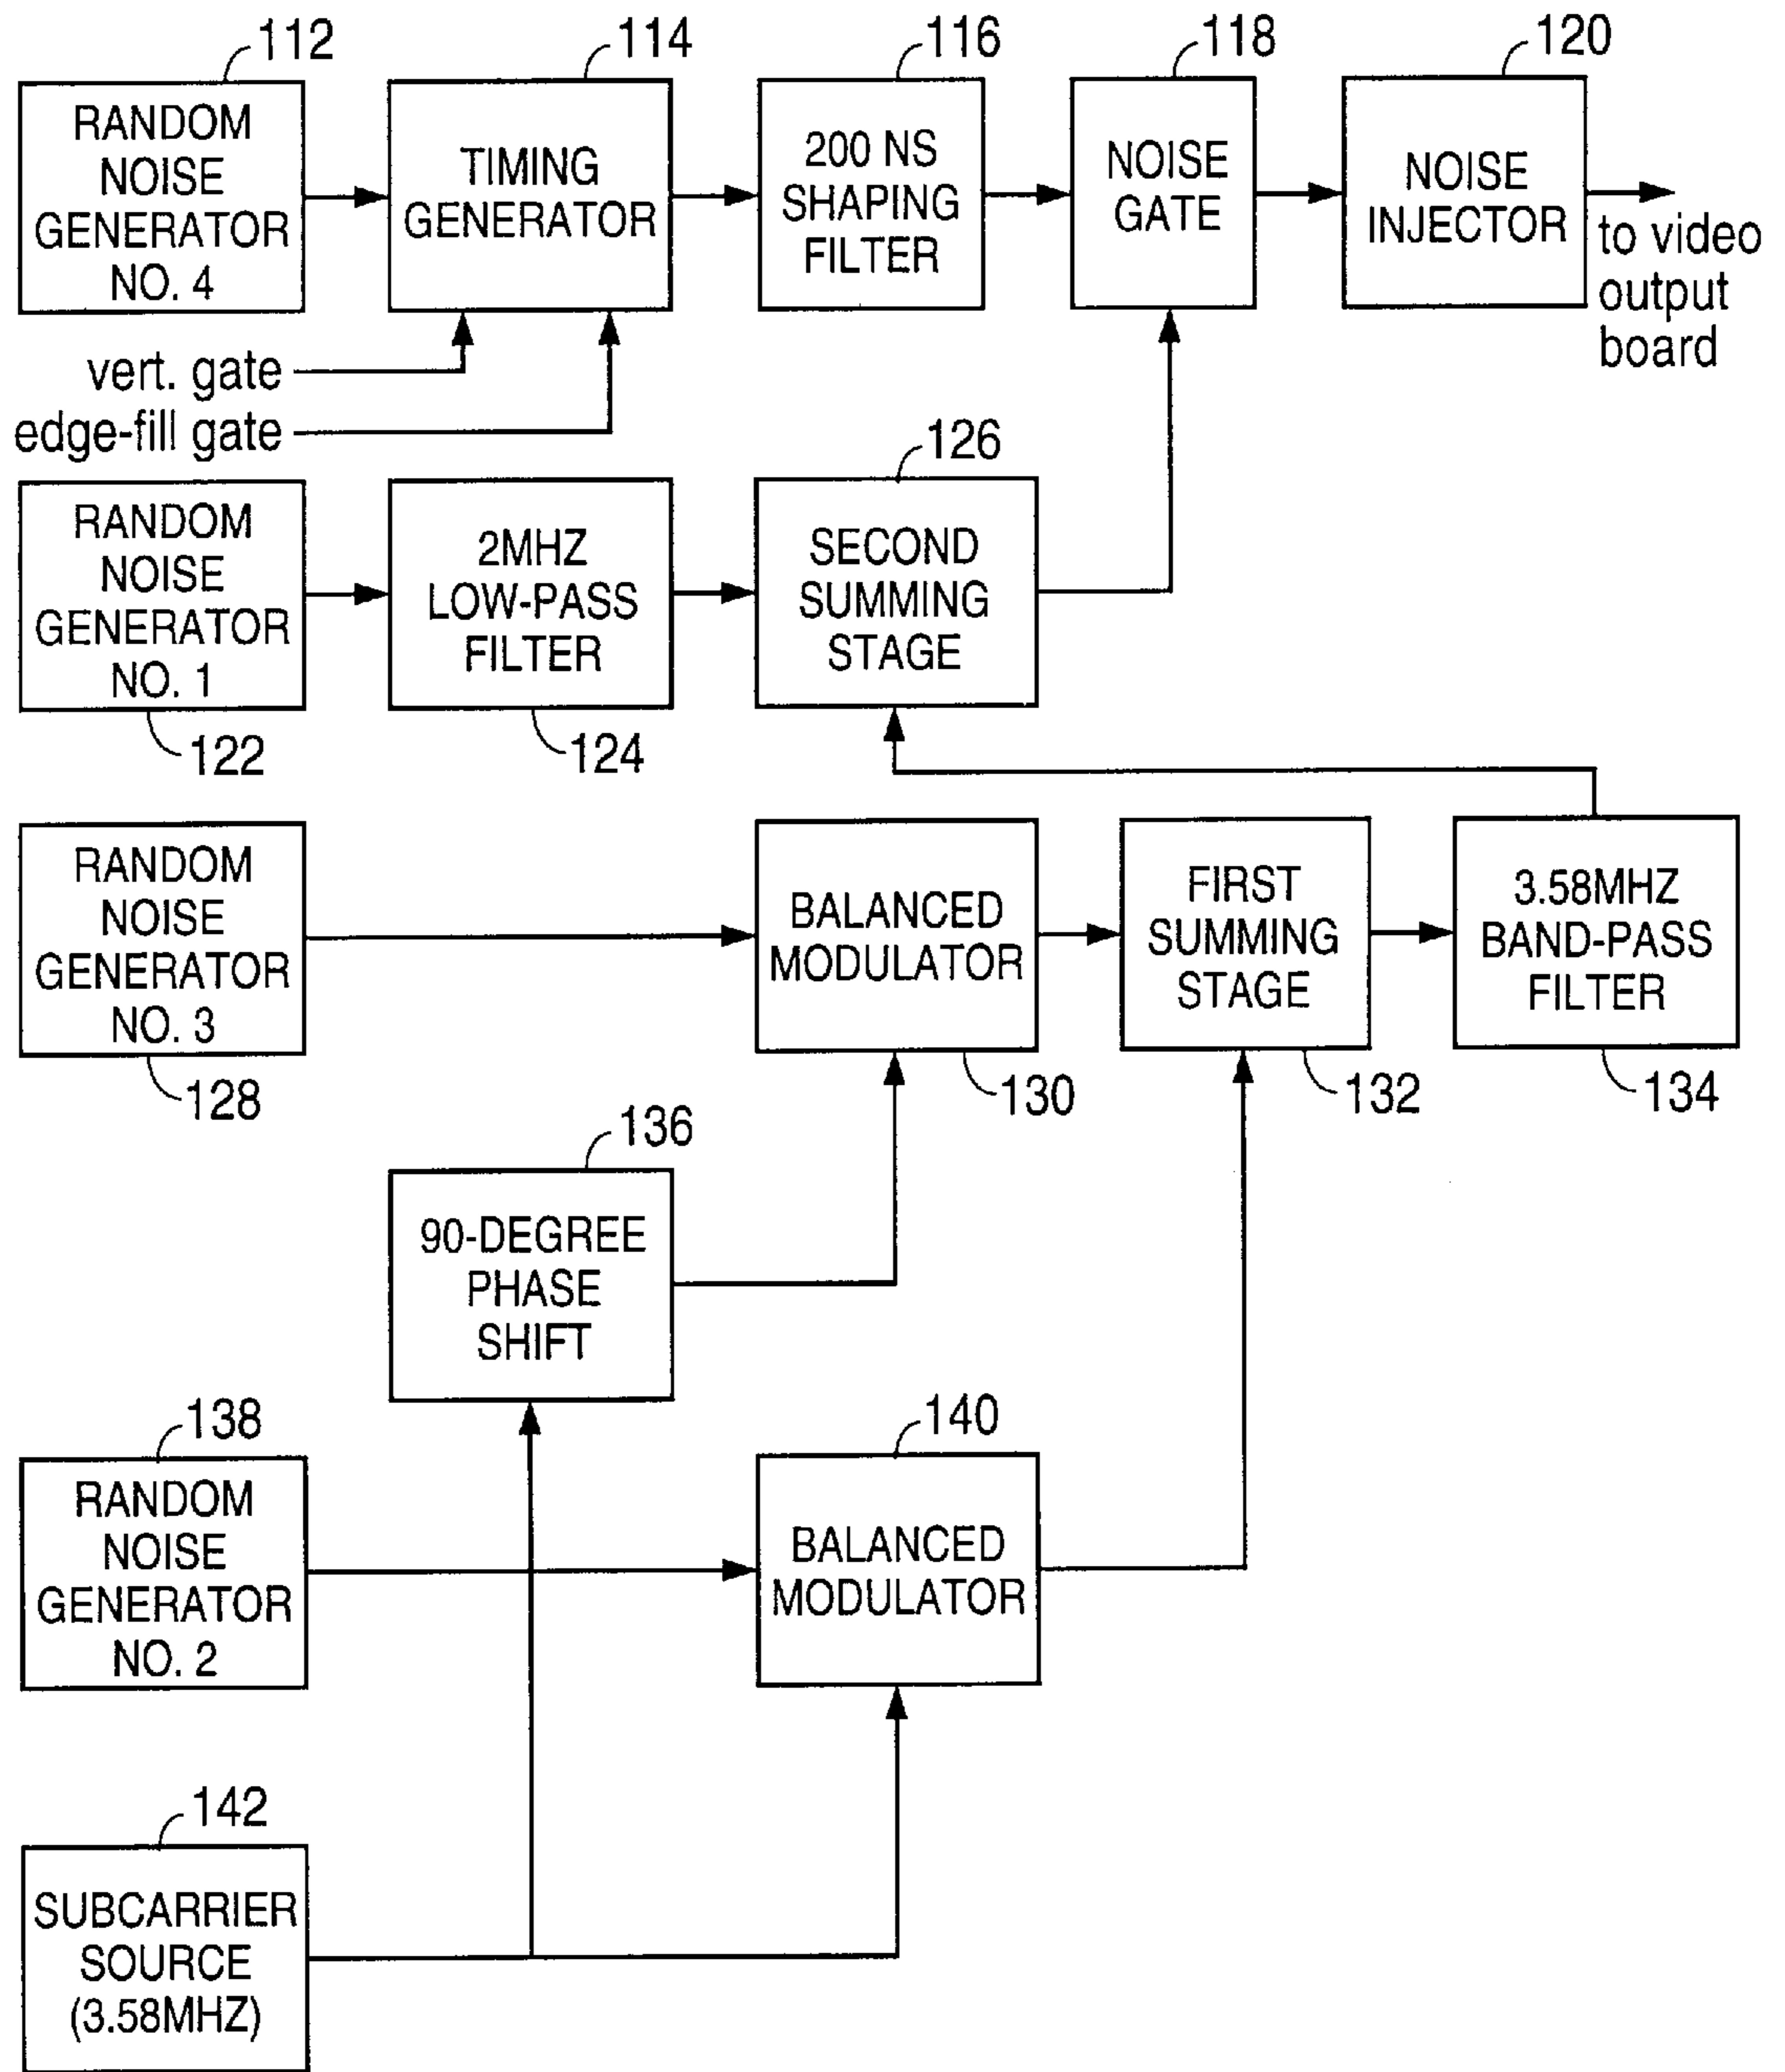 112
114
116
118
120
RANDOM
NOISE
GENERATOR
NO. 4
TIMING
GENERATOR
200 NS
SHAPING
FILTER
NOISE
GATE
NOISE
INJECTOR
to video
output
board
vert. gate
edge-fill gate
126
RANDOM
NOISE
GENERATOR
NO. 1
2MHZ
LOW-PASS
FILTER
SECOND
SUMMING
STAGE
122
124
RANDOM
NOISE
GENERATOR
NO. 3
BALANCED
MODULATOR
FIRST
SUMMING
STAGE
3.58MHZ
BAND-PASS
FILTER
128
130
132
134
136
90-DEGREE
PHASE
SHIFT
138
140
RANDOM
NOISE
GENERATOR
NO. 2
BALANCED
MODULATOR
142
SUBCARRIER
SOURCE
(3.58MHZ)